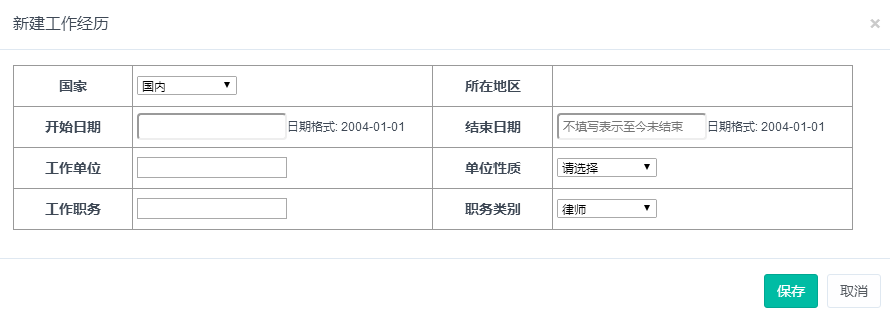 新建工作经历 ×
国家 国内 所在地区
开始日期 日期格式: 2004-01-01 结束日期 不填写表示至今未结束 日期格式: 2004-01-01
工作单位 单位性质 请选择
工作职务 职务类别 律师
保存 取消